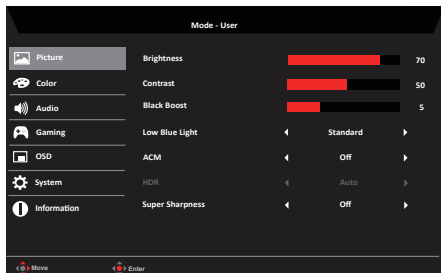 Mode - User
Picture
Brightness 70
Color
Contrast 50
Audio
Black Boost 5
Gaming
Low Blue Light Standard
OSD
ACM Off
System
HDR Auto
Information
Super Sharpness Off
Move Enter